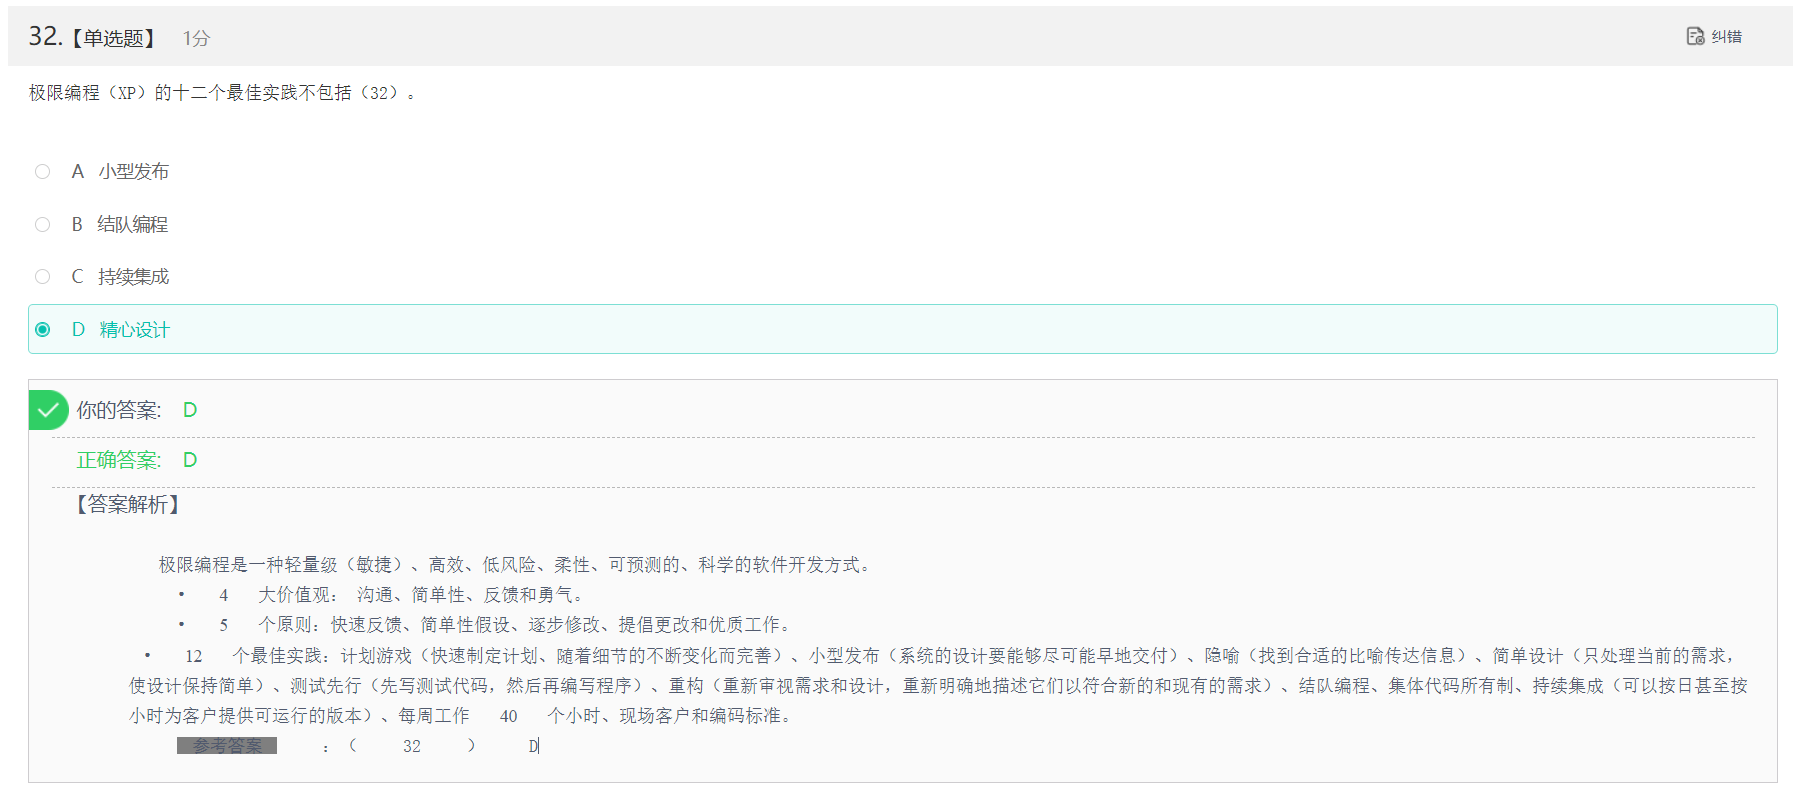 32.【单选题】 1分 纠错
极限编程（XP）的十二个最佳实践不包括（32）。
A 小型发布
B 结队编程
C 持续集成
D 精心设计
你的答案: D
正确答案: D
【答案解析】
极限编程是一种轻量级（敏捷）、高效、低风险、柔性、可预测的、科学的软件开发方式。
• 4 大价值观： 沟通、简单性、反馈和勇气。
• 5 个原则：快速反馈、简单性假设、逐步修改、提倡更改和优质工作。
• 12 个最佳实践：计划游戏（快速制定计划、随着细节的不断变化而完善）、小型发布（系统的设计要能够尽可能早地交付）、隐喻（找到合适的比喻传达信息）、简单设计（只处理当前的需求，
使设计保持简单）、测试先行（先写测试代码，然后再编写程序）、重构（重新审视需求和设计，重新明确地描述它们以符合新的和现有的需求）、结队编程、集体代码所有制、持续集成（可以按日甚至按
小时为客户提供可运行的版本）、每周工作 40 个小时、现场客户和编码标准。
参考答案 ：（ 32 ） D